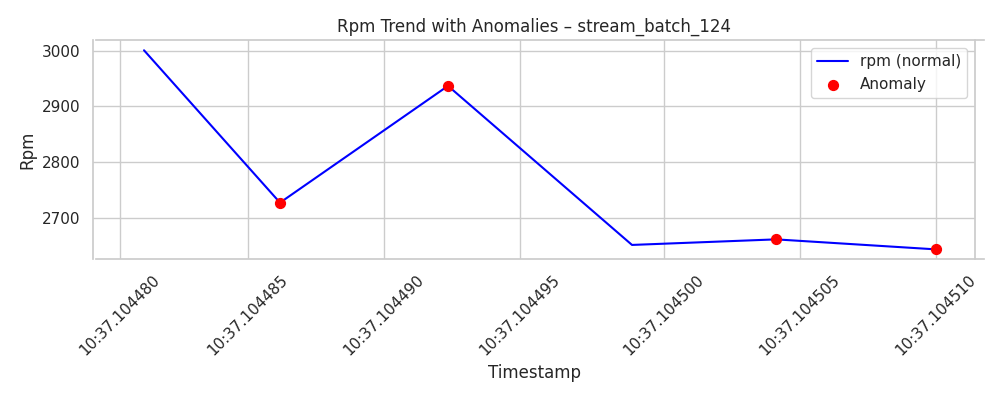 Rpm Trend with Anomalies – stream_batch_124
rpm (normal)
Anomaly
Rpm
3000
2900
2800
2700
10:37.104480
10:37.104485
10:37.104490
10:37.104495
10:37.104500
10:37.104505
10:37.104510
Timestamp